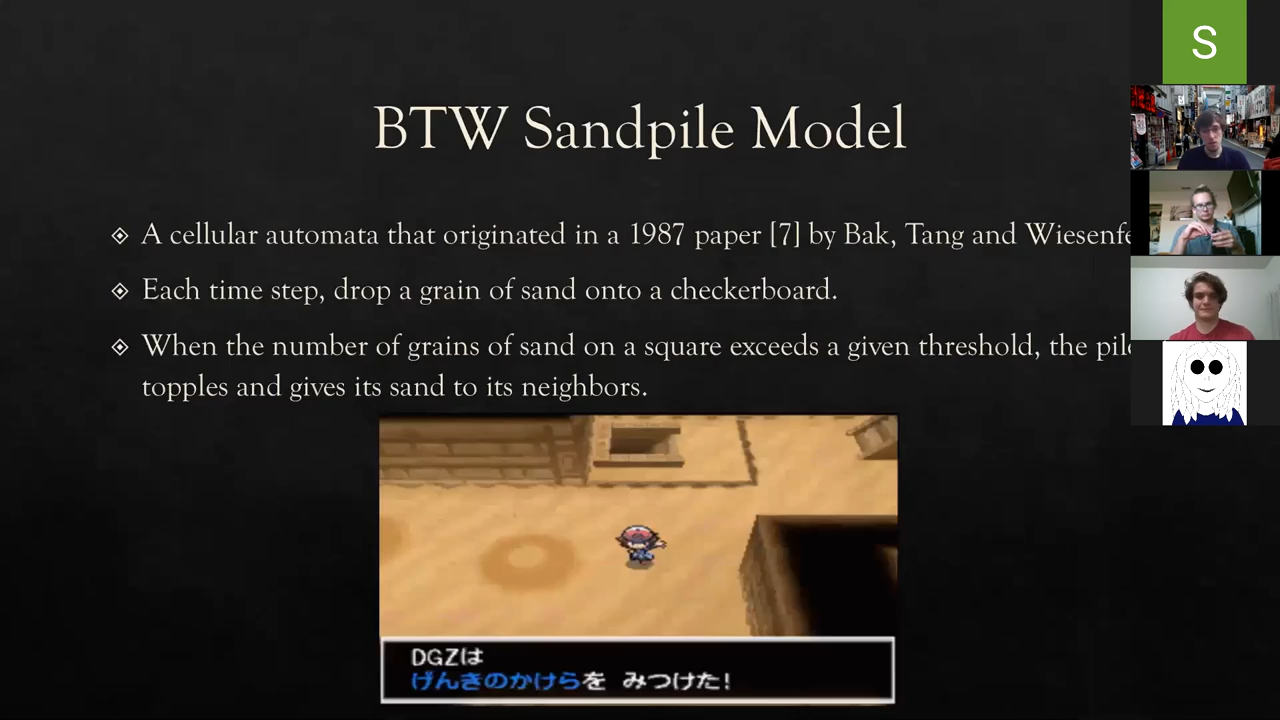 BTW Sandpile Model
A cellular automata that originated in a 1987 paper [7] by Bak, Tang and Wiesenfe
Each time step, drop a grain of sand onto a checkerboard.
When the number of grains of sand on a square exceeds a given threshold, the pil
topples and gives its sand to its neighbors.
DGZは
げんきのかけらを みつけた!
S